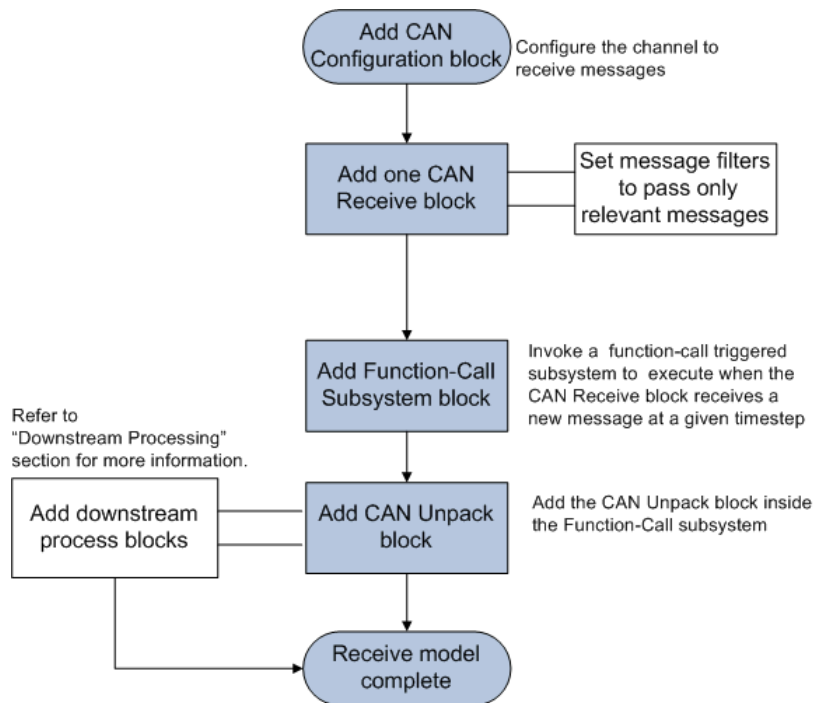 Add CAN
Configuration block
Configure the channel to
receive messages
Add one CAN
Receive block
Set message filters
to pass only
relevant messages
Add Function-Call
Subsystem block
Invoke a function-call triggered
subsystem to execute when the
CAN Receive block receives a
new message at a given timestep
Refer to
“Downstream Processing”
section for more information.
Add downstream
process blocks
Add CAN Unpack
block
Add the CAN Unpack block inside
the Function-Call subsystem
Receive model
complete